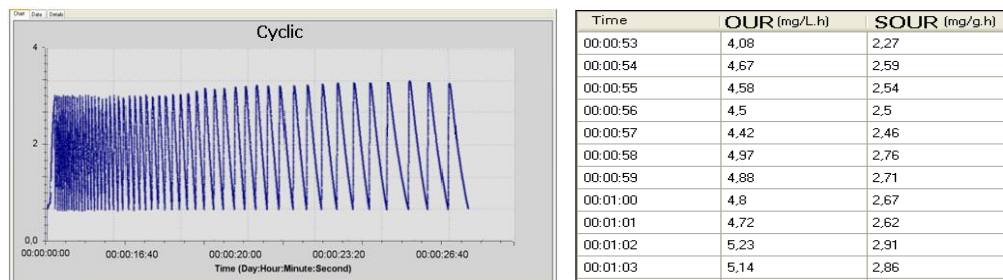 Chart Data Details
Cyclic
4
2
0,0
00:00:00:00 00:00:16:40 00:00:20:00 00:00:23:20 00:00:26:40
Time (Day:Hour:Minute:Second)
Time OUR (mg/L.h) SOUR (mg/g.h)
00:00:53 4,08 2,27
00:00:54 4,67 2,59
00:00:55 4,58 2,54
00:00:56 4,5 2,5
00:00:57 4,42 2,46
00:00:58 4,97 2,76
00:00:59 4,88 2,71
00:01:00 4,8 2,67
00:01:01 4,72 2,62
00:01:02 5,23 2,91
00:01:03 5,14 2,86